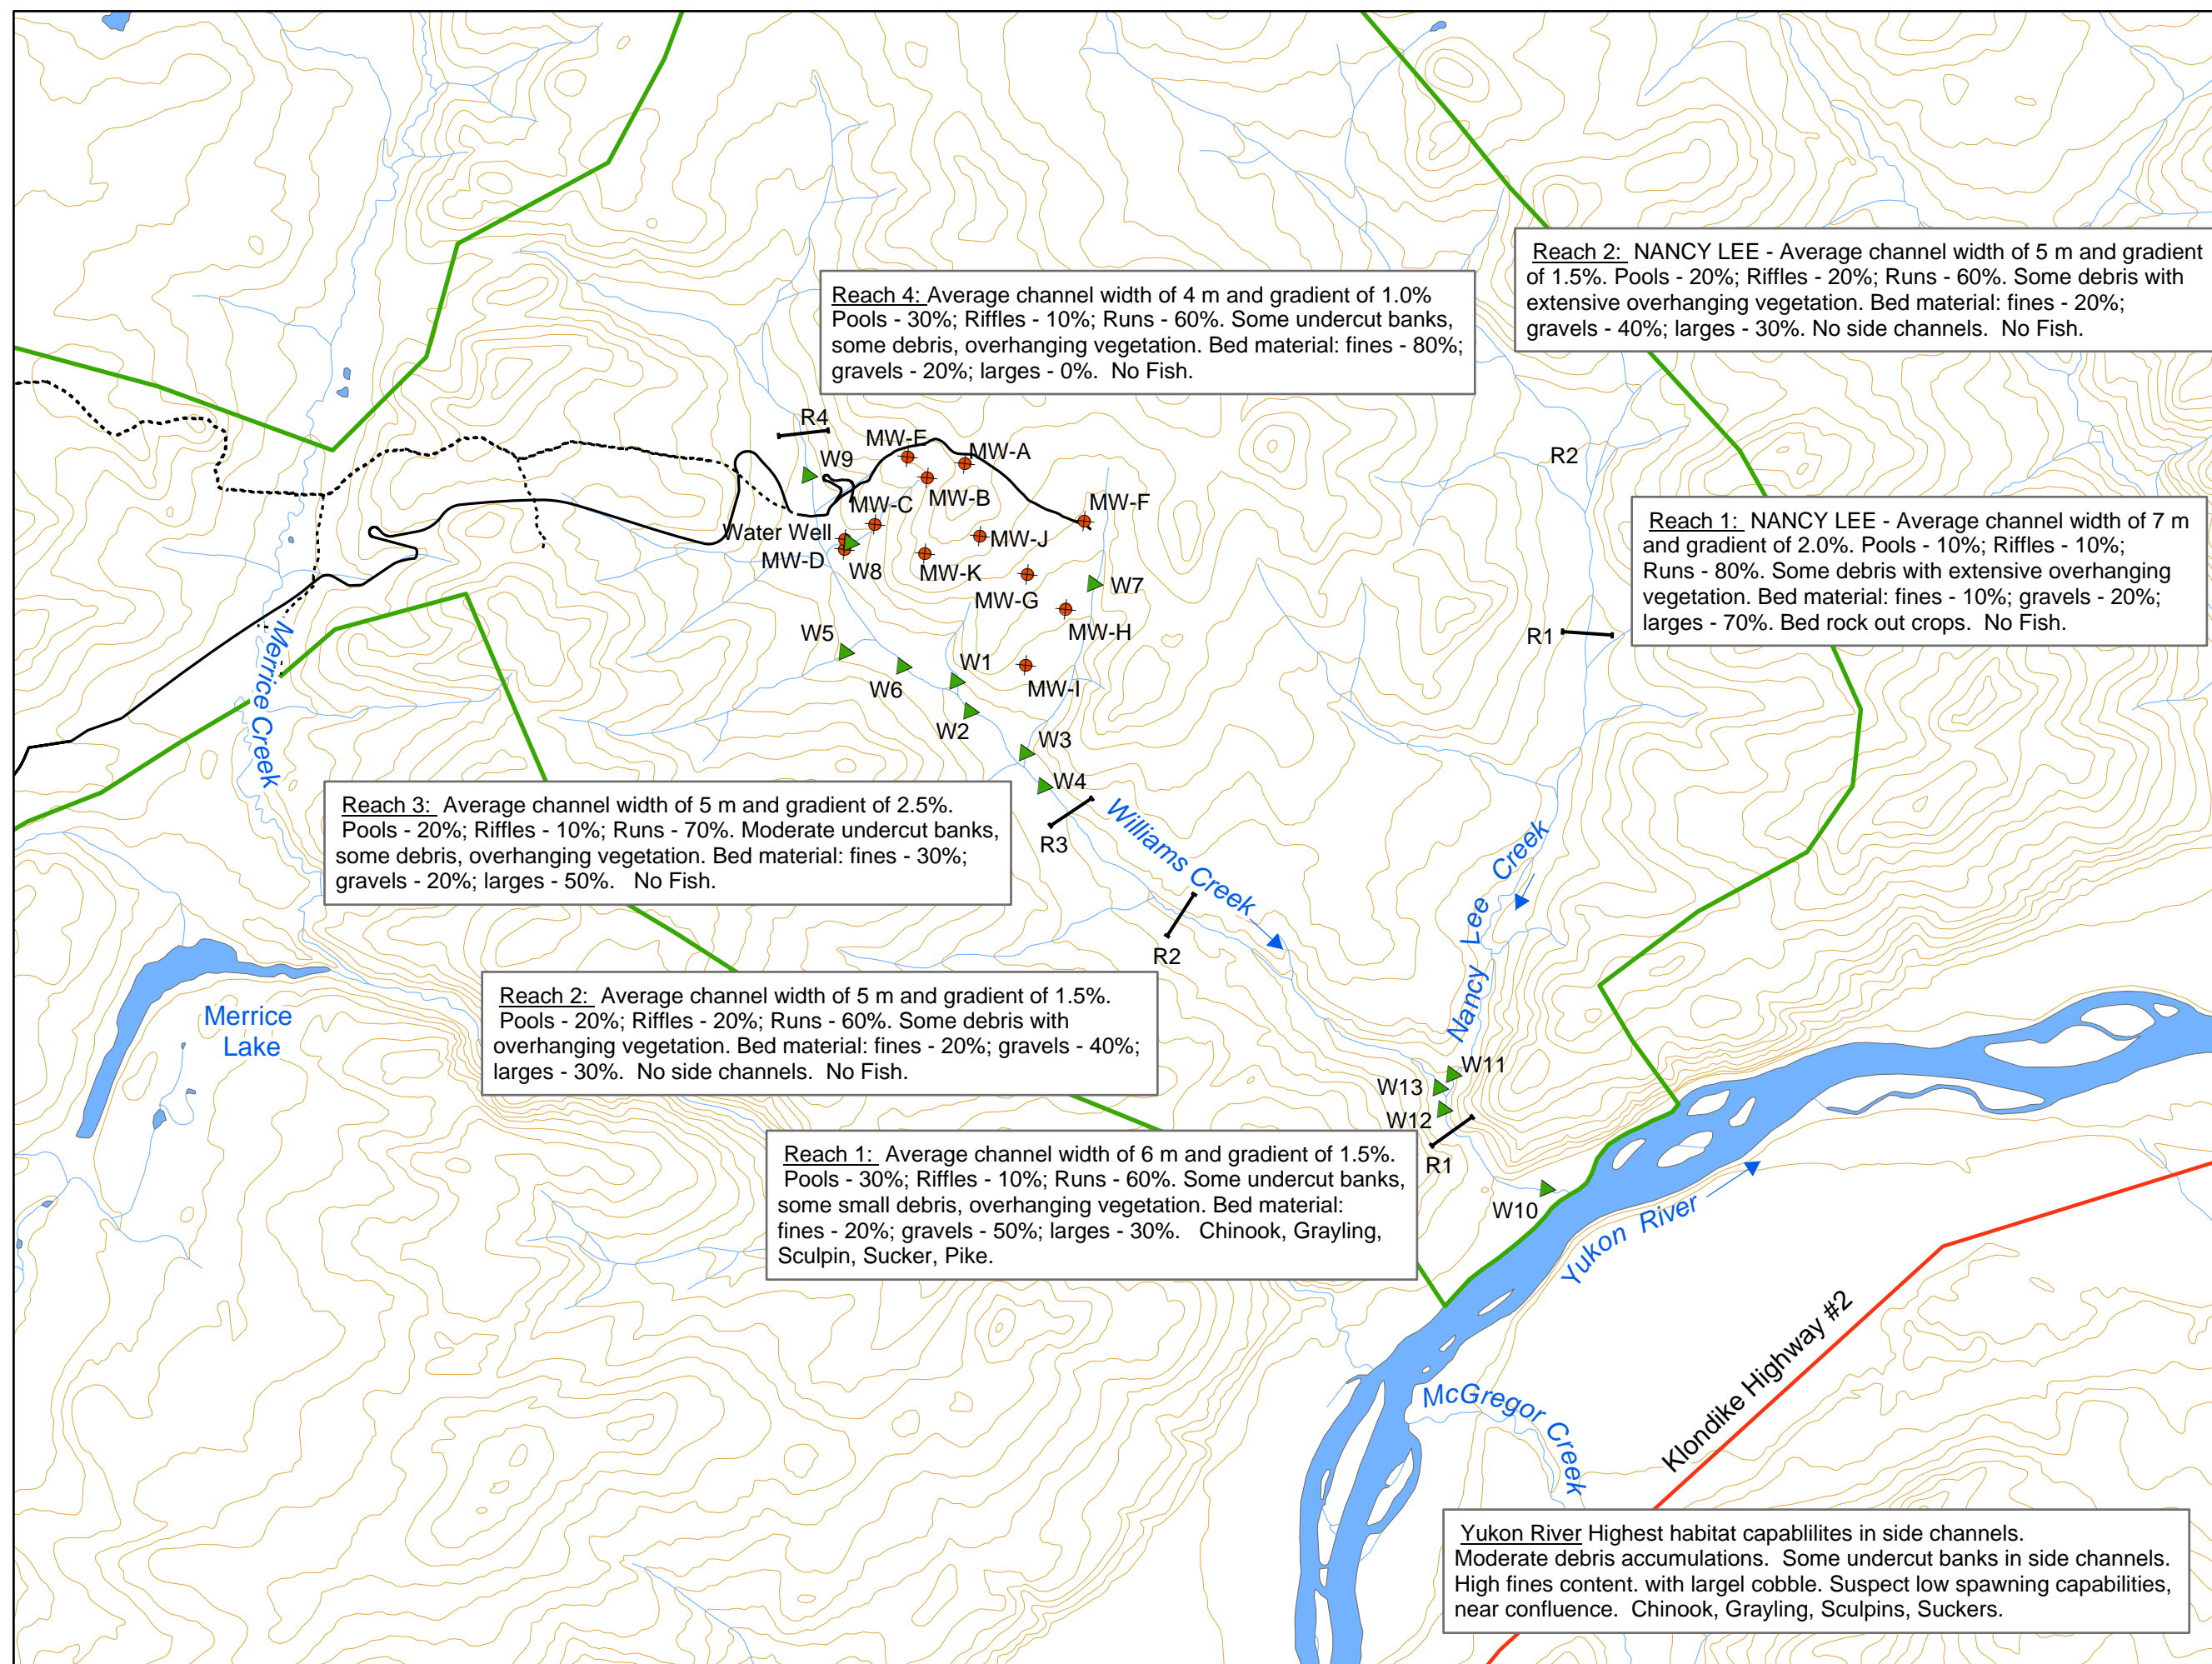 Reach 2: NANCY LEE - Average channel width of 5 m and gradient
of 1.5%. Pools - 20%; Riffles - 20%; Runs - 60%. Some debris with
extensive overhanging vegetation. Bed material: fines - 20%;
gravels - 40%; larges - 30%. No side channels. No Fish.
Reach 4: Average channel width of 4 m and gradient of 1.0%
Pools - 30%; Riffles - 10%; Runs - 60%. Some undercut banks,
some debris, overhanging vegetation. Bed material: fines - 80%;
gravels - 20%; larges - 0%. No Fish.
R4
MW-E
MW-A
W9
R2
MW-B
MW-C
MW-F
Reach 1: NANCY LEE - Average channel width of 7 m
and gradient of 2.0%. Pools - 10%; Riffles - 10%;
Runs - 80%. Some debris with extensive overhanging
vegetation. Bed material: fines - 10%; gravels - 20%;
larges - 70%. Bed rock out crops. No Fish.
Water Well
MW-J
MW-D
W8
MW-K
W7
MW-G
MW-H
W5
R1
W1
W6
MW-I
Merrice Creek
W2
W3
W4
R3
Williams Creek
Nancy Lee Creek
Reach 3: Average channel width of 5 m and gradient of 2.5%.
Pools - 20%; Riffles - 10%; Runs - 70%. Moderate undercut banks,
some debris, overhanging vegetation. Bed material: fines - 30%;
gravels - 20%; larges - 50%. No Fish.
R2
Merrice
Lake
Reach 2: Average channel width of 5 m and gradient of 1.5%.
Pools - 20%; Riffles - 20%; Runs - 60%. Some debris with
overhanging vegetation. Bed material: fines - 20%; gravels - 40%;
larges - 30%. No side channels. No Fish.
W11
W13
W12
R1
W10
Reach 1: Average channel width of 6 m and gradient of 1.5%.
Pools - 30%; Riffles - 10%; Runs - 60%. Some undercut banks,
some small debris, overhanging vegetation. Bed material:
fines - 20%; gravels - 50%; larges - 30%. Chinook, Grayling,
Sculpin, Sucker, Pike.
Yukon River
Klondike Highway #2
McGregor Creek
Yukon River Highest habitat capablilites in side channels.
Moderate debris accumulations. Some undercut banks in side channels.
High fines content. with largel cobble. Suspect low spawning capabilities,
near confluence. Chinook, Grayling, Sculpins, Suckers.